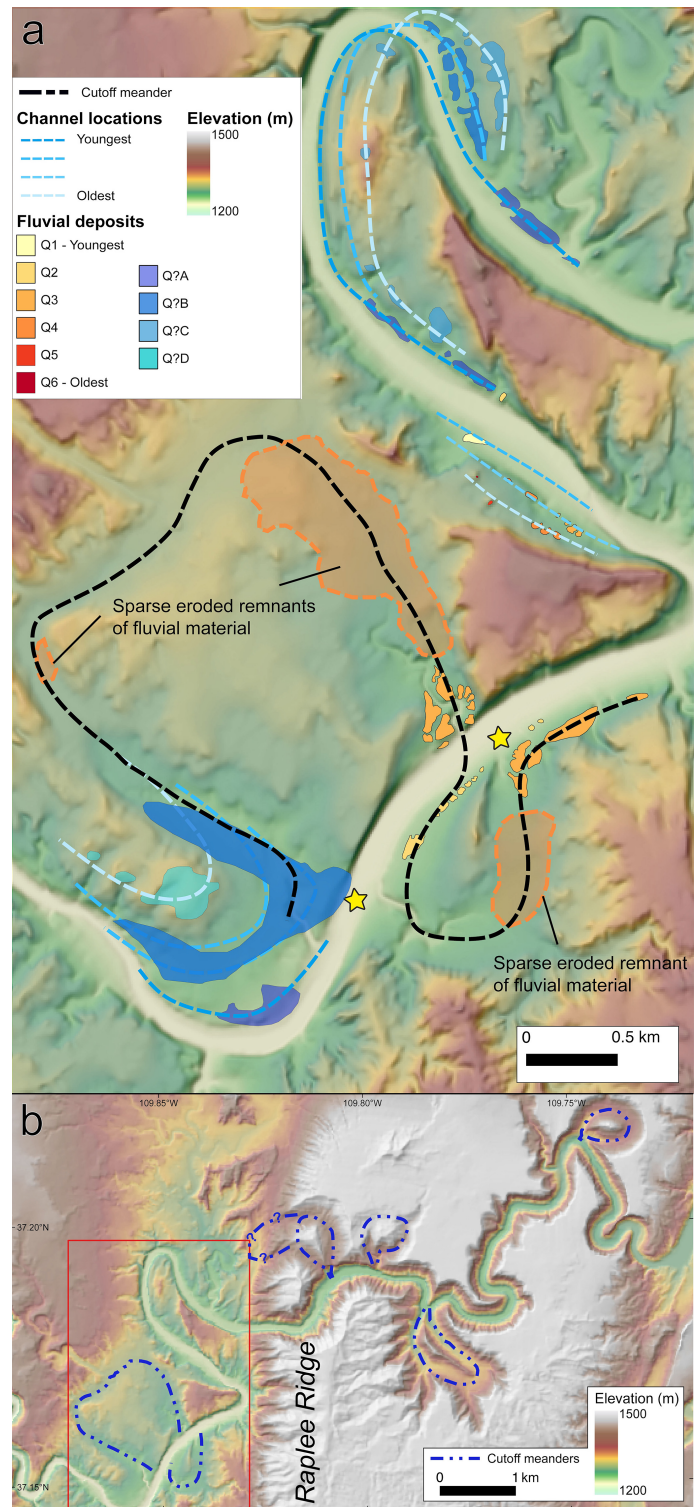 a
Cutoff meander
Channel locations
Youngest
Oldest
Elevation (m)
1500
1200
Fluvial deposits
Q1 - Youngest
Q2
Q3
Q4
Q5
Q6 - Oldest
Q?A
Q?B
Q?C
Q?D
Sparse eroded remnants
of fluvial material
Sparse eroded remnant
of fluvial material
0 0.5 km
b
109.85°W 109.80°W 109.75°W
37.20°N
37.15°N
? ? ?
Raplee Ridge
Cutoff meanders
0 1 km
Elevation (m)
1500
1200